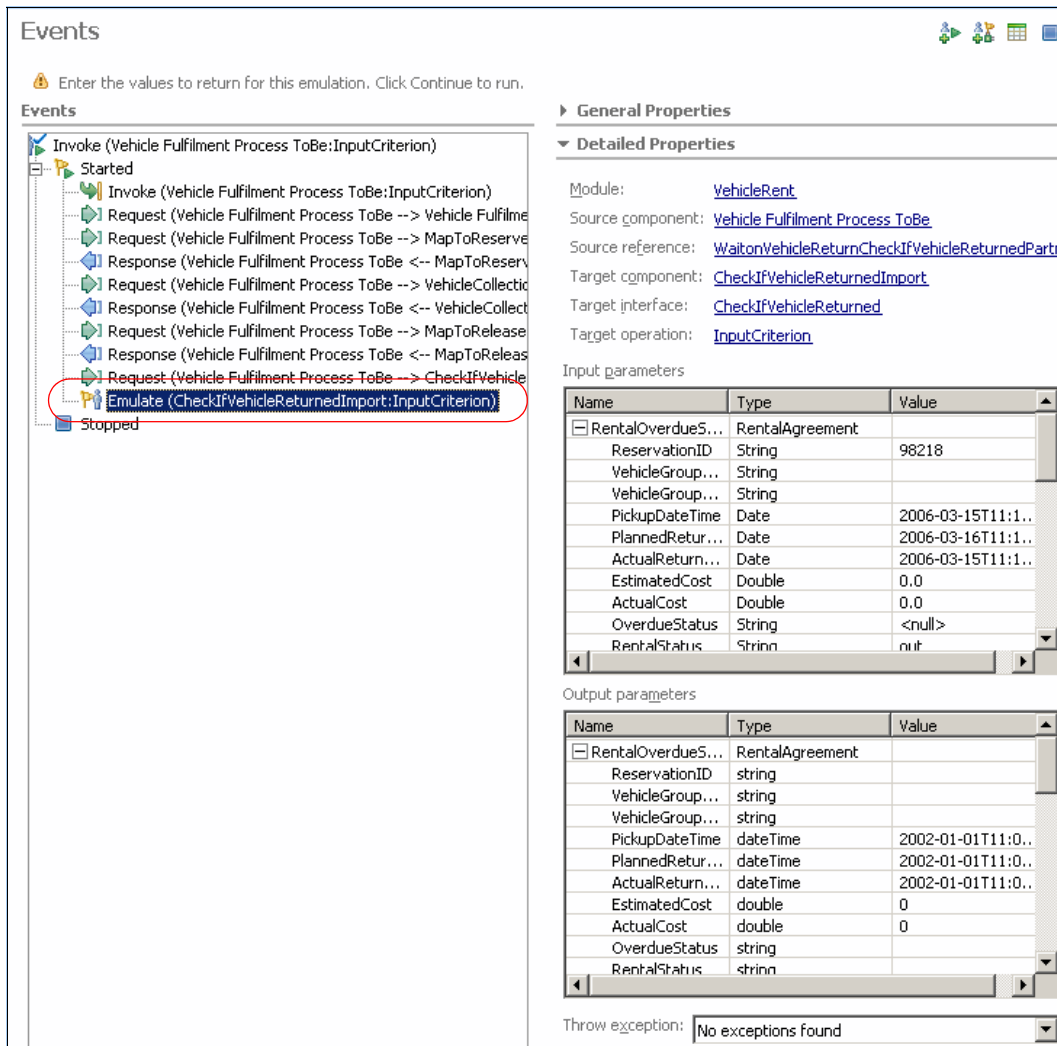 Events
Enter the values to return for this emulation. Click Continue to run.
Events
Invoke (Vehicle Fulfilment Process ToBe:InputCriterion)
Started
Invoke (Vehicle Fulfilment Process ToBe:InputCriterion)
Request (Vehicle Fulfilment Process ToBe --> Vehicle Fulfilme
Request (Vehicle Fulfilment Process ToBe --> MapToReserve
Response (Vehicle Fulfilment Process ToBe <-- MapToReserv
Request (Vehicle Fulfilment Process ToBe --> VehicleCollectio
Response (Vehicle Fulfilment Process ToBe <-- VehicleCollect
Request (Vehicle Fulfilment Process ToBe --> MapToRelease
Response (Vehicle Fulfilment Process ToBe <-- MapToReleas
Request (Vehicle Fulfilment Process ToBe --> CheckIfVehicle
Emulate (CheckIfVehicleReturnedImport:InputCriterion)
Stopped
General Properties
Detailed Properties
Module: VehicleRent
Source component: Vehicle Fulfilment Process ToBe
Source reference: WaitonVehicleReturnCheckIfVehicleReturnedPartn
Target component: CheckIfVehicleReturnedImport
Target interface: CheckIfVehicleReturned
Target operation: InputCriterion
Input parameters
Name Type Value
RentalOverdueS... RentalAgreement
ReservationID String 98218
VehicleGroup... String
VehicleGroup... String
PickupDateTime Date 2006-03-15T11:1..
PlannedRetur... Date 2006-03-16T11:1..
ActualReturn... Date 2006-03-15T11:1..
EstimatedCost Double 0.0
ActualCost Double 0.0
OverdueStatus String <null>
RentalStatus String out
Output parameters
Name Type Value
RentalOverdueS... RentalAgreement
ReservationID string
VehicleGroup... string
VehicleGroup... string
PickupDateTime dateTime 2002-01-01T11:0..
PlannedRetur... dateTime 2002-01-01T11:0..
ActualReturn... dateTime 2002-01-01T11:0..
EstimatedCost double 0
ActualCost double 0
OverdueStatus string
RentalStatus string
Throw exception: No exceptions found